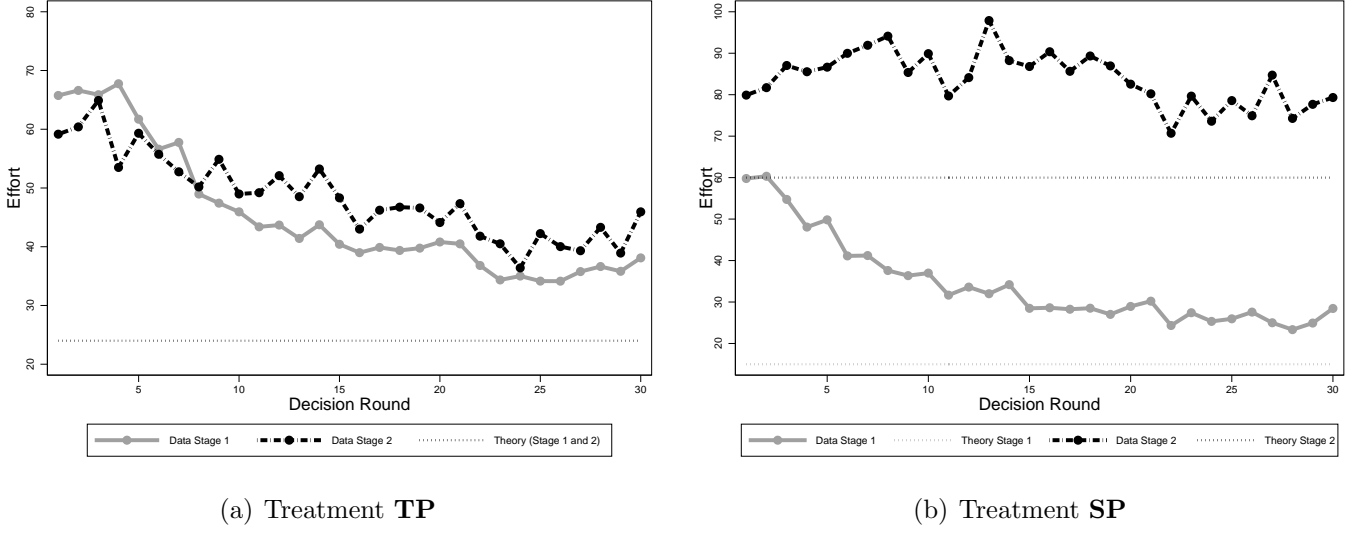 80
70
60
50
40
30
20
Effort
5
10
15
20
25
30
Decision Round
Data Stage 1
Data Stage 2
Theory (Stage 1 and 2)
(a) Treatment TP
100
90
80
70
60
50
40
30
20
Effort
5
10
15
20
25
30
Decision Round
Data Stage 1
Theory Stage 1
Data Stage 2
Theory Stage 2
(b) Treatment SP